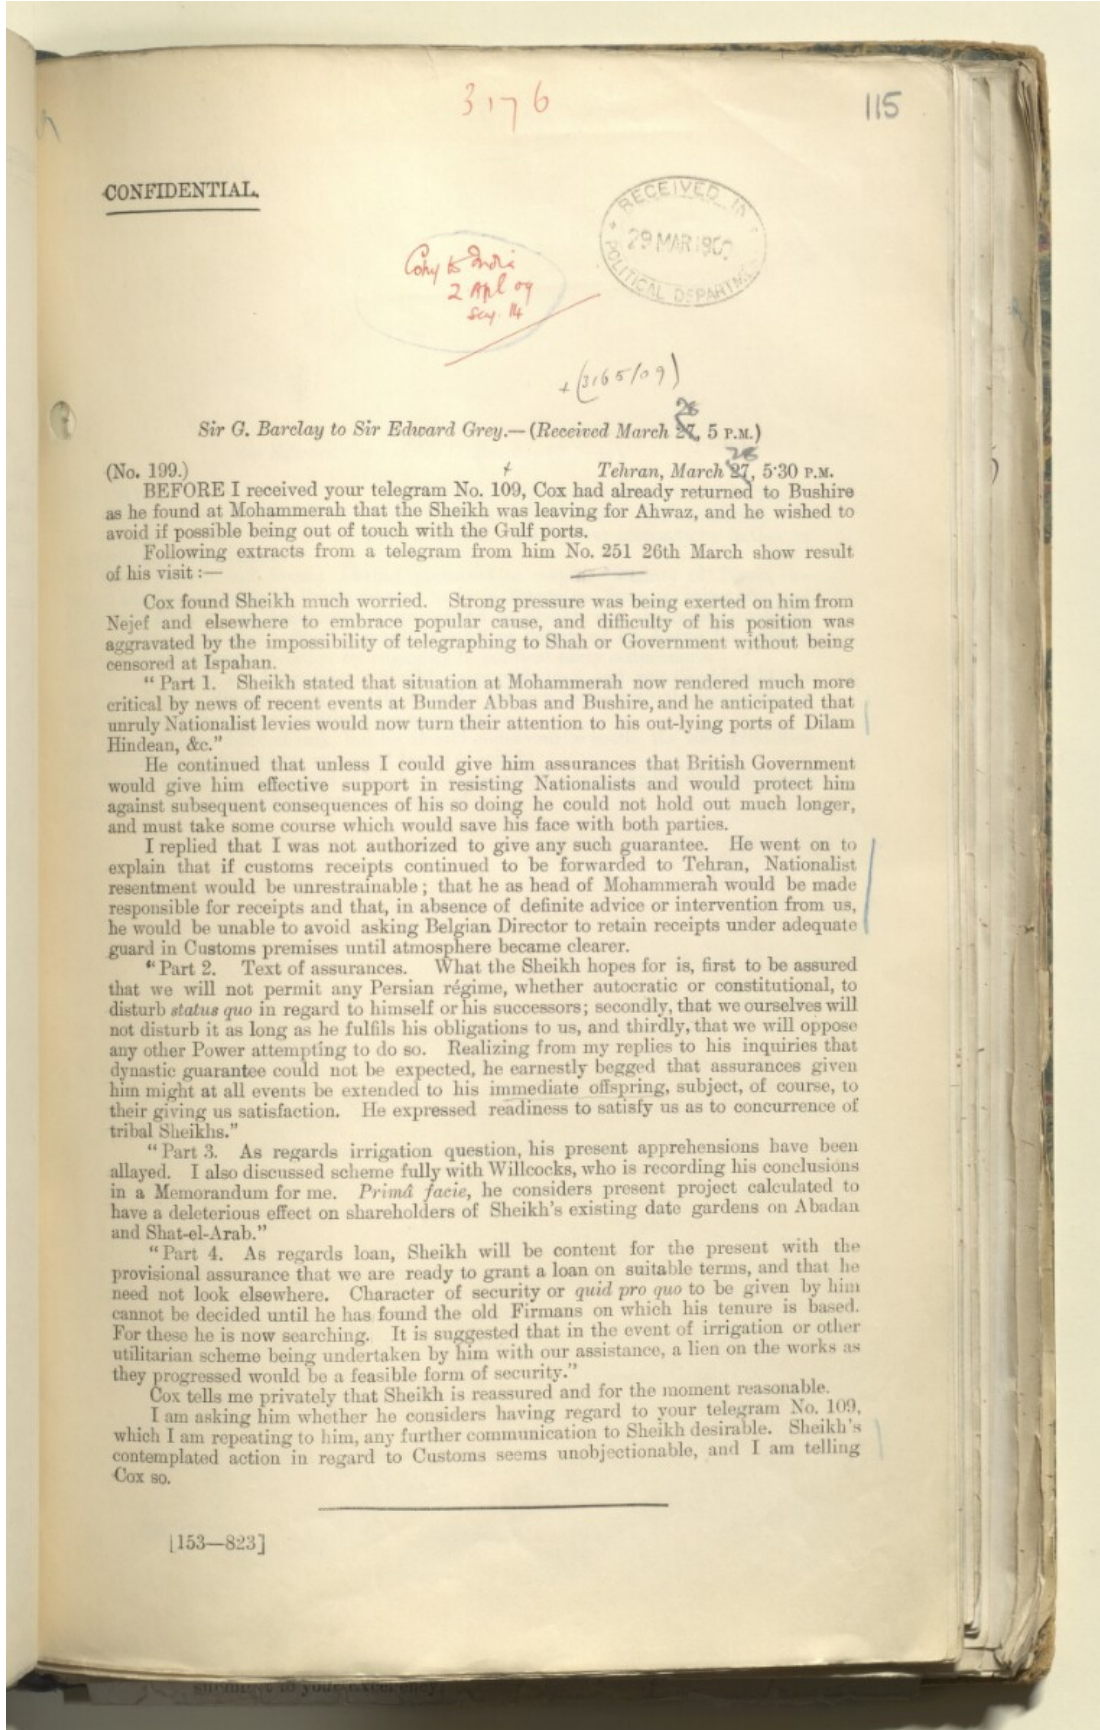 3176
115
CONFIDENTIAL.
RECEIVED IN
29 MAR 1909
POLITICAL DEPARTMENT
Copy to India
2 Apl 09
Sey. 14
+(3165/09)
26
Sir G. Barclay to Sir Edward Grey.—(Received March 27, 5 P.M.)
26
(No. 199.) + Tehran, March 27, 5·30 P.M.
BEFORE I received your telegram No. 109, Cox had already returned to Bushire
as he found at Mohammerah that the Sheikh was leaving for Ahwaz, and he wished to
avoid if possible being out of touch with the Gulf ports.
Following extracts from a telegram from him No. 251 26th March show result
of his visit :—
Cox found Sheikh much worried. Strong pressure was being exerted on him from
Nejef and elsewhere to embrace popular cause, and difficulty of his position was
aggravated by the impossibility of telegraphing to Shah or Government without being
censored at Ispahan.
“ Part 1. Sheikh stated that situation at Mohammerah now rendered much more
critical by news of recent events at Bunder Abbas and Bushire, and he anticipated that
unruly Nationalist levies would now turn their attention to his out-lying ports of Dilam
Hindean, &c.”
He continued that unless I could give him assurances that British Government
would give him effective support in resisting Nationalists and would protect him
against subsequent consequences of his so doing he could not hold out much longer,
and must take some course which would save his face with both parties.
I replied that I was not authorized to give any such guarantee. He went on to
explain that if customs receipts continued to be forwarded to Tehran, Nationalist
resentment would be unrestrainable ; that he as head of Mohammerah would be made
responsible for receipts and that, in absence of definite advice or intervention from us,
he would be unable to avoid asking Belgian Director to retain receipts under adequate
guard in Customs premises until atmosphere became clearer.
“ Part 2. Text of assurances. What the Sheikh hopes for is, first to be assured
that we will not permit any Persian régime, whether autocratic or constitutional, to
disturb status quo in regard to himself or his successors ; secondly, that we ourselves will
not disturb it as long as he fulfils his obligations to us, and thirdly, that we will oppose
any other Power attempting to do so. Realizing from my replies to his inquiries that
dynastic guarantee could not be expected, he earnestly begged that assurances given
him might at all events be extended to his immediate offspring, subject, of course, to
their giving us satisfaction. He expressed readiness to satisfy us as to concurrence of
tribal Sheikhs.”
“ Part 3. As regards irrigation question, his present apprehensions have been
allayed. I also discussed scheme fully with Willcocks, who is recording his conclusions
in a Memorandum for me. Primâ facie, he considers present project calculated to
have a deleterious effect on shareholders of Sheikh's existing date gardens on Abadan
and Shat-el-Arab.”
“ Part 4. As regards loan, Sheikh will be content for the present with the
provisional assurance that we are ready to grant a loan on suitable terms, and that he
need not look elsewhere. Character of security or quid pro quo to be given by him
cannot be decided until he has found the old Firmans on which his tenure is based.
For these he is now searching. It is suggested that in the event of irrigation or other
utilitarian scheme being undertaken by him with our assistance, a lien on the works as
they progressed would be a feasible form of security.”
Cox tells me privately that Sheikh is reassured and for the moment reasonable.
I am asking him whether he considers having regard to your telegram No. 109,
which I am repeating to him, any further communication to Sheikh desirable. Sheikh's
contemplated action in regard to Customs seems unobjectionable, and I am telling
Cox so.
[153—823]